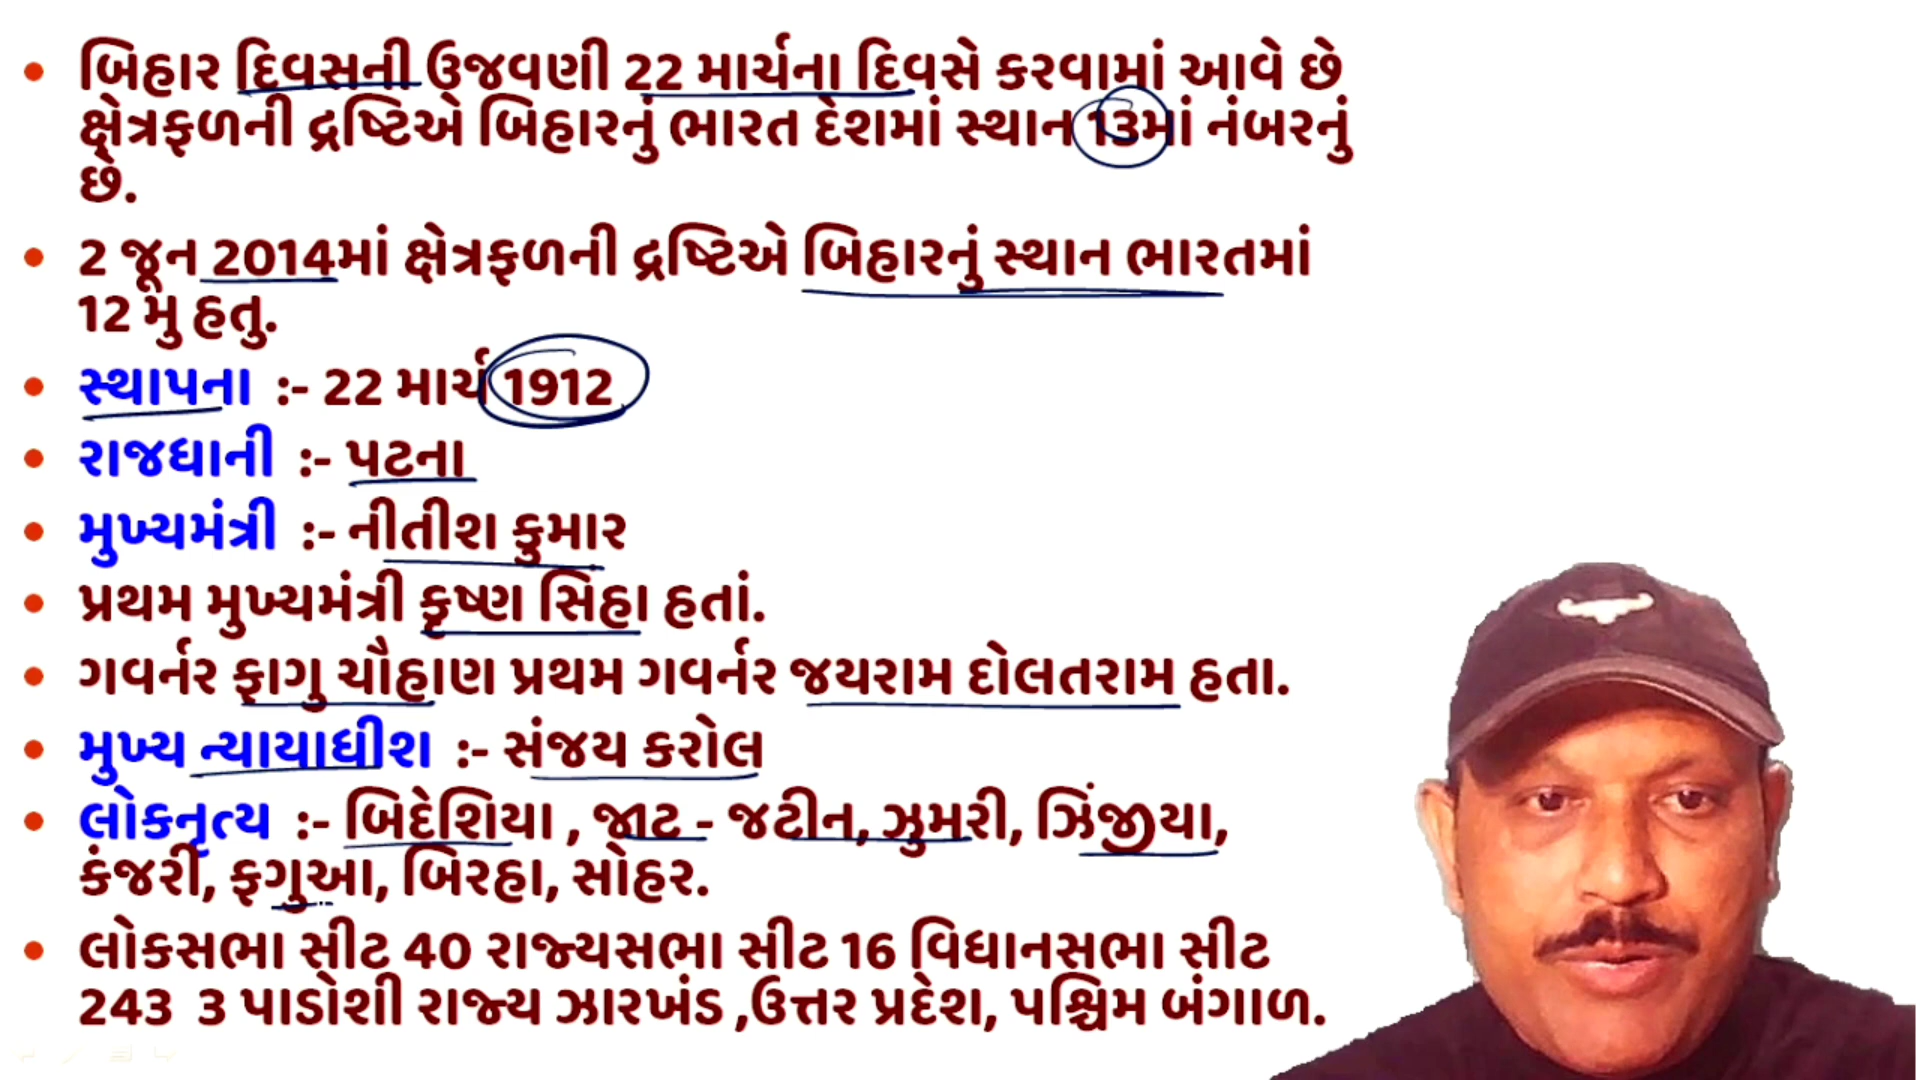 બિહાર દિવસની ઉજવણી 22 માર્ચના દિવસે કરવામાં આવે છે
ક્ષેત્રફળની દ્રષ્ટિએ બિહારનું ભારત દેશમાં સ્થાન 13માં નંબરનું
છે.
2 જૂન 2014માં ક્ષેત્રફળની દ્રષ્ટિએ બિહારનું સ્થાન ભારતમાં
12 મુ હતુ.
સ્થાપના :- 22 માર્ચ 1912
રાજધાની :- પટના
મુખ્યમંત્રી :- નીતીશ કુમાર
પ્રથમ મુખ્યમંત્રી કૃષ્ણ સિહા હતાં.
ગવર્નર ફાગુ ચૌહાણ પ્રથમ ગવર્નર જયરામ દોલતરામ હતા.
મુખ્ય ન્યાયાધીશ :- સંજય કરોલ
લોકનૃત્ય :- બિદેશિયા , જાટ - જટીન, ઝુમરી, ઝિંજીયા,
કંજરી, ફગુઆ, બિરહા, સોહર.
લોકસભા સીટ 40 રાજ્યસભા સીટ 16 વિધાનસભા સીટ
243 3 પાડોશી રાજ્ય ઝારખંડ ,ઉત્તર પ્રદેશ, પશ્ચિમ બંગાળ.